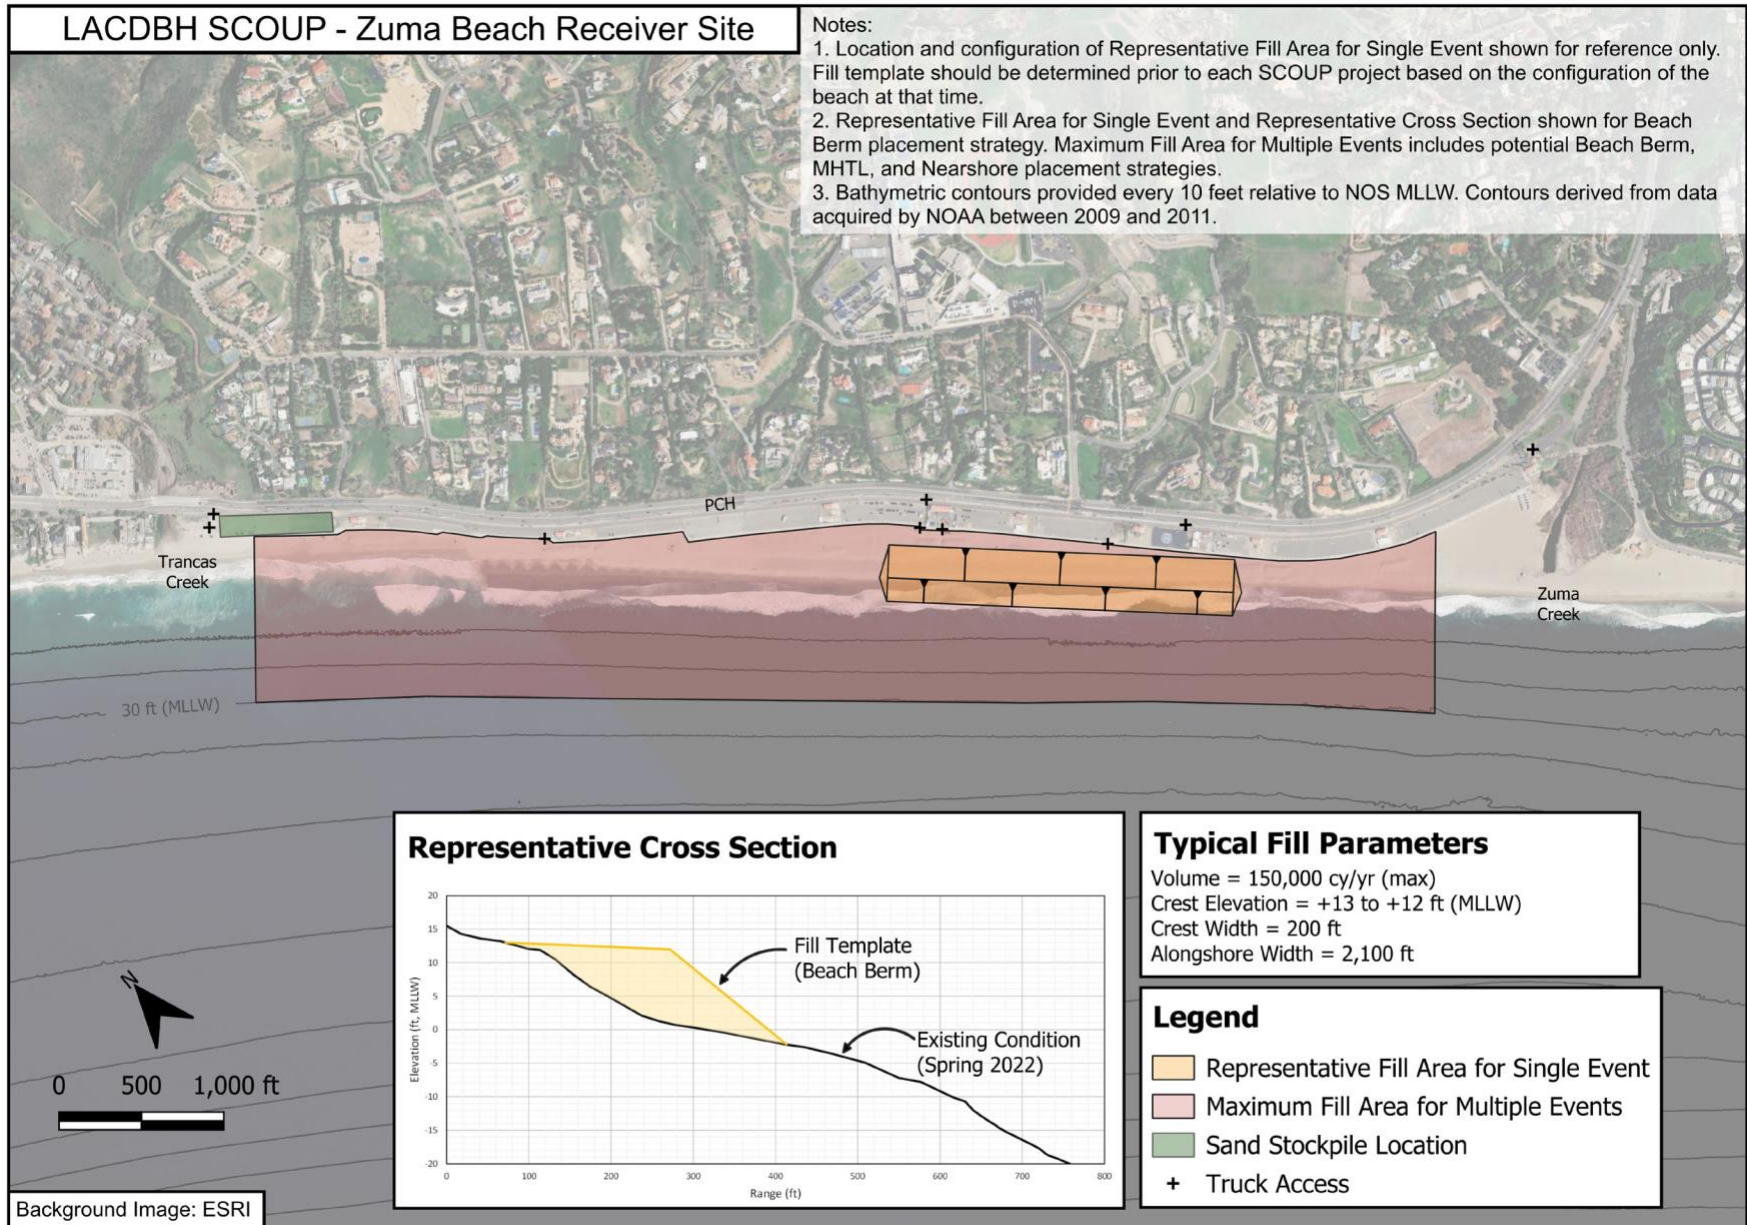 LACDBH SCOUP - Zuma Beach Receiver Site
Notes:
1. Location and configuration of Representative Fill Area for Single Event shown for reference only.
Fill template should be determined prior to each SCOUP project based on the configuration of the
beach at that time.
2. Representative Fill Area for Single Event and Representative Cross Section shown for Beach
Berm placement strategy. Maximum Fill Area for Multiple Events includes potential Beach Berm,
MHTL, and Nearshore placement strategies.
3. Bathymetric contours provided every 10 feet relative to NOS MLLW. Contours derived from data
acquired by NOAA between 2009 and 2011.
PCH
Trancas
Creek
Zuma
Creek
30 ft (MLLW)
N
0 500 1,000 ft
Background Image: ESRI
Representative Cross Section
20
15
10
5
0
-5
-10
-15
-20
Elevation (ft, MLLW)
Fill Template
(Beach Berm)
Existing Condition
(Spring 2022)
0 100 200 300 400 500 600 700 800
Range (ft)
Typical Fill Parameters
Volume = 150,000 cy/yr (max)
Crest Elevation = +13 to +12 ft (MLLW)
Crest Width = 200 ft
Alongshore Width = 2,100 ft
Legend
Representative Fill Area for Single Event
Maximum Fill Area for Multiple Events
Sand Stockpile Location
+ Truck Access